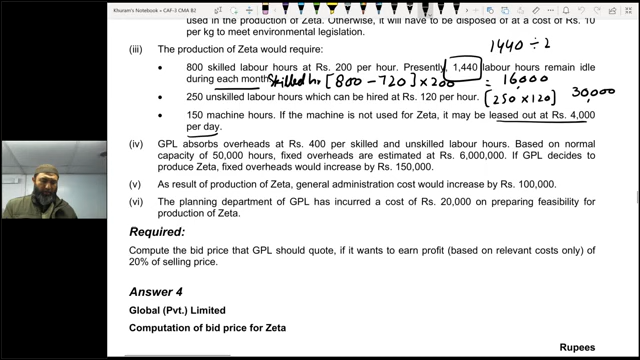 Khuram's Notebook » CAF-3 CMA B2
used in the production of Zeta. Otherwise, it will have to be disposed of at a cost of Rs. 10
per kg to meet environmental legislation.
1440 ÷ 2
(iii) The production of Zeta would require:
• 800 skilled labour hours at Rs. 200 per hour. Presently, 1,440 labour hours remain idle
during each month
Skilled hr [800 - 720] × 200 = 16,000
• 250 unskilled labour hours which can be hired at Rs. 120 per hour. [250 × 120] 30,000
• 150 machine hours. If the machine is not used for Zeta, it may be leased out at Rs. 4,000
per day.
(iv) GPL absorbs overheads at Rs. 400 per skilled and unskilled labour hours. Based on normal
capacity of 50,000 hours, fixed overheads are estimated at Rs. 6,000,000. If GPL decides to
produce Zeta, fixed overheads would increase by Rs. 150,000.
(v) As result of production of Zeta, general administration cost would increase by Rs. 100,000.
(vi) The planning department of GPL has incurred a cost of Rs. 20,000 on preparing feasibility for
production of Zeta.
Required:
Compute the bid price that GPL should quote, if it wants to earn profit (based on relevant costs only) of
20% of selling price.
Answer 4
Global (Pvt.) Limited
Computation of bid price for Zeta
Rupees